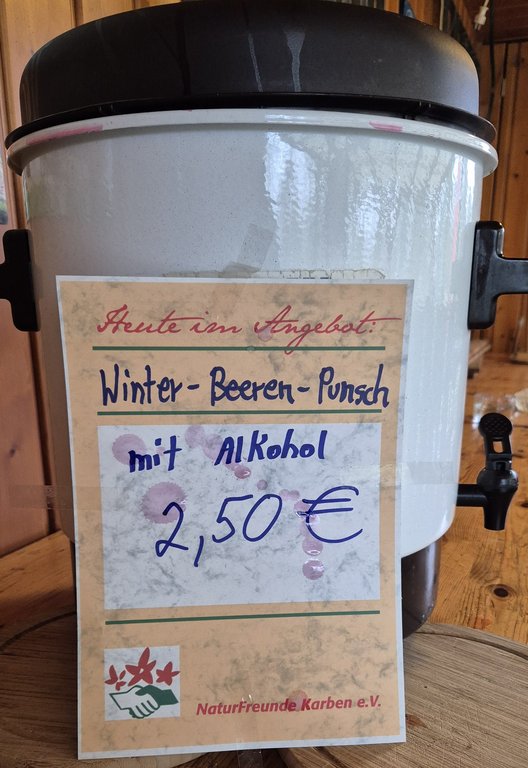 Heute im Angebot:
Winter-Beeren-Punsch
mit Alkohol
2,50 €
NaturFreunde Karben e.V.